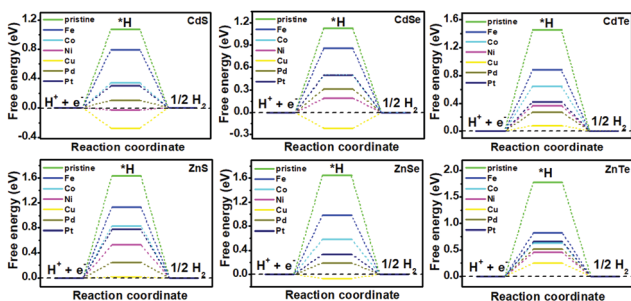 Free energy (eV)
1.2
0.8
0.4
0.0
-0.4
pristine
Fe
Co
Ni
Cu
Pd
Pt
*H
CdS
H⁺ + e⁻
1/2 H₂
Reaction coordinate
Free energy (eV)
1.2
0.9
0.6
0.3
0.0
-0.3
pristine
Fe
Co
Ni
Cu
Pd
Pt
*H
CdSe
H⁺ + e⁻
1/2 H₂
Reaction coordinate
Free energy (eV)
1.6
1.2
0.8
0.4
0.0
pristine
Fe
Co
Ni
Cu
Pd
Pt
*H
CdTe
H⁺ + e⁻
1/2 H₂
Reaction coordinate
Free energy (eV)
1.6
1.2
0.8
0.4
0.0
pristine
Fe
Co
Ni
Cu
Pd
Pt
*H
ZnS
H⁺ + e⁻
1/2 H₂
Reaction coordinate
Free energy (eV)
1.6
1.2
0.8
0.4
0.0
pristine
Fe
Co
Ni
Cu
Pd
Pt
*H
ZnSe
H⁺ + e⁻
1/2 H₂
Reaction coordinate
Free energy (eV)
2.0
1.5
1.0
0.5
0.0
pristine
Fe
Co
Ni
Cu
Pd
Pt
*H
ZnTe
H⁺ + e⁻
1/2 H₂
Reaction coordinate